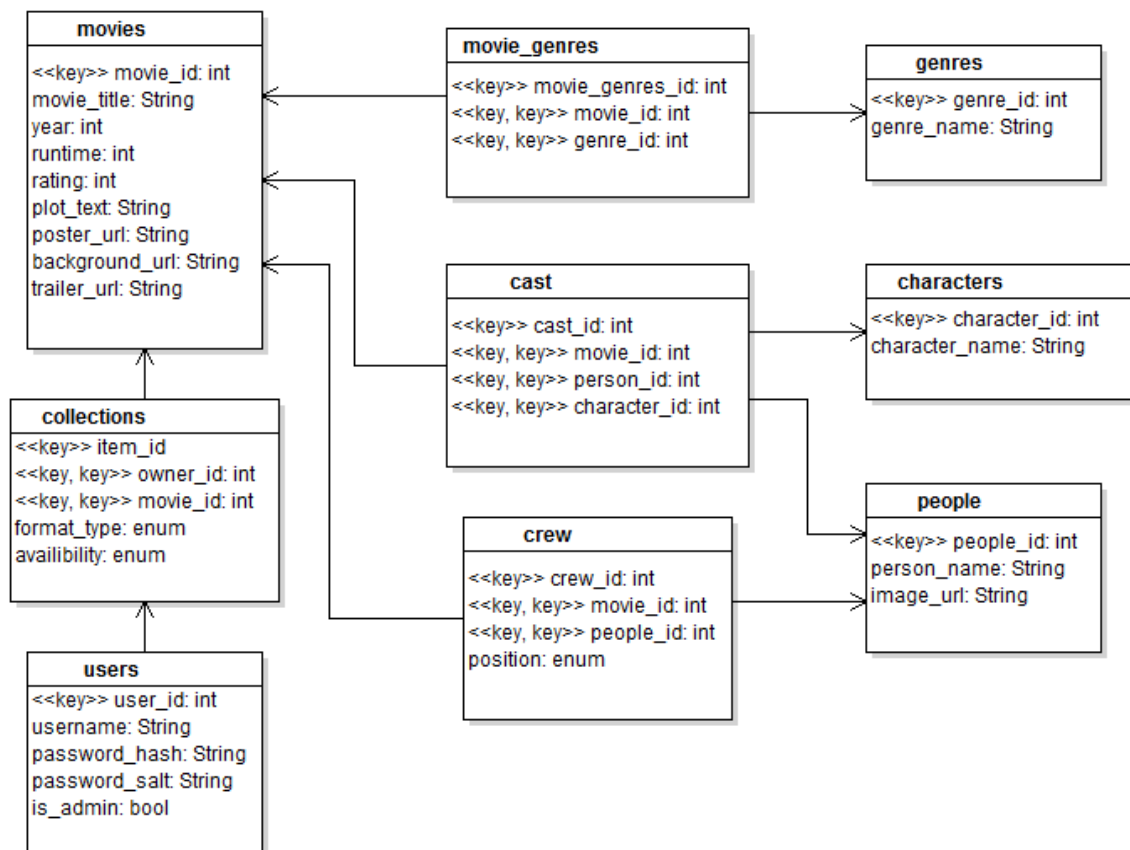 movies
<<key>> movie_id: int
movie_title: String
year: int
runtime: int
rating: int
plot_text: String
poster_url: String
background_url: String
trailer_url: String
movie_genres
<<key>> movie_genres_id: int
<<key, key>> movie_id: int
<<key, key>> genre_id: int
genres
<<key>> genre_id: int
genre_name: String
cast
<<key>> cast_id: int
<<key, key>> movie_id: int
<<key, key>> person_id: int
<<key, key>> character_id: int
characters
<<key>> character_id: int
character_name: String
collections
<<key>> item_id
<<key, key>> owner_id: int
<<key, key>> movie_id: int
format_type: enum
availibility: enum
crew
<<key>> crew_id: int
<<key, key>> movie_id: int
<<key, key>> people_id: int
position: enum
people
<<key>> people_id: int
person_name: String
image_url: String
users
<<key>> user_id: int
username: String
password_hash: String
password_salt: String
is_admin: bool